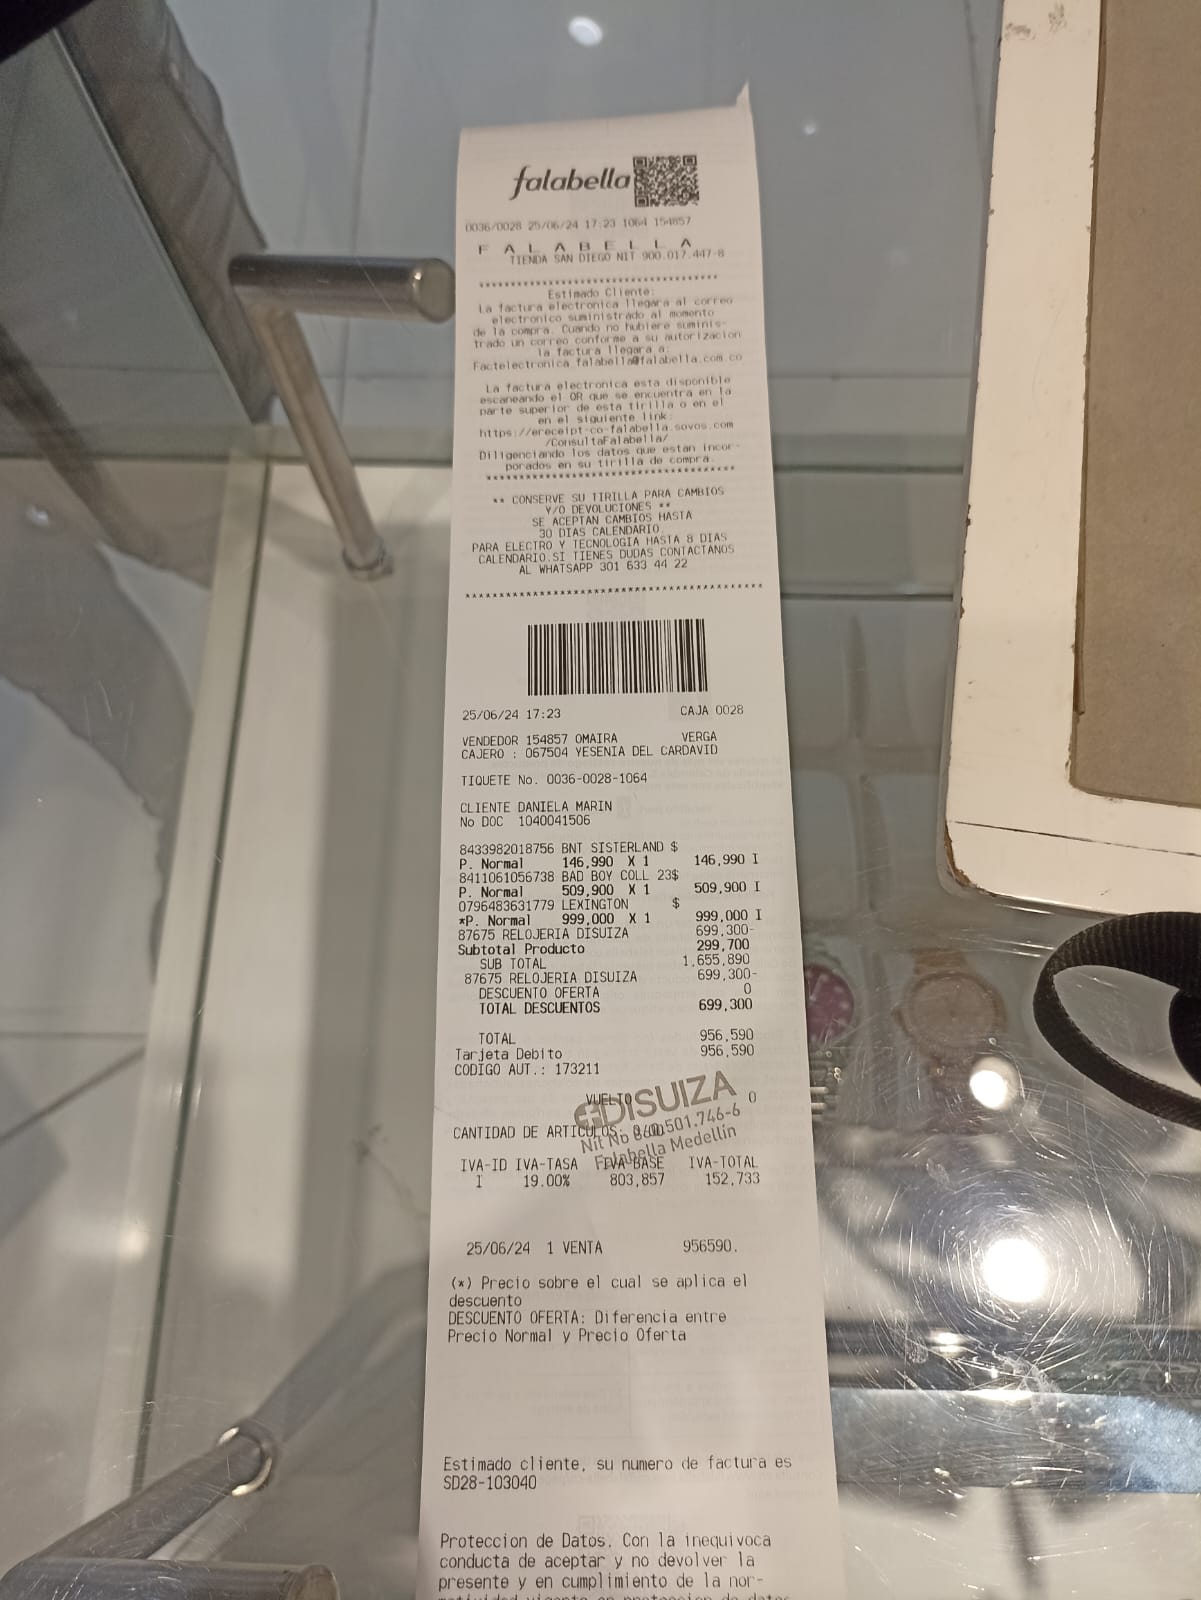 falabella
0036/0028 25/06/24 17:23 1064 154857
F A L A B E L L A
TIENDA SAN DIEGO NIT 900.017.447-8
****************************************
Estimado Cliente:
La factura electronica llegara al correo
electronico suministrado al momento
de la compra. Cuando no hubiere suminis-
trado un correo conforme a su autorizacion
la factura llegara a:
Factelectronica_falabella@falabella.com.co
La factura electronica esta disponible
escaneando el QR que se encuentra en la
parte superior de esta tirilla o en el
en el siguiente link:
https://ereceipt-co-falabella.sovos.com
/ConsultaFalabella/
Diligenciando los datos que estan incor-
porados en su tirilla de compra.
****************************************
** CONSERVE SU TIRILLA PARA CAMBIOS
Y/O DEVOLUCIONES **
SE ACEPTAN CAMBIOS HASTA
30 DIAS CALENDARIO.
PARA ELECTRO Y TECNOLOGIA HASTA 8 DIAS
CALENDARIO.SI TIENES DUDAS CONTACTANOS
AL WHATSAPP 301 633 44 22
********************************************
25/06/24 17:23 CAJA 0028
VENDEDOR 154857 OMAIRA VERGA
CAJERO : 067504 YESENIA DEL CARDAVID
TIQUETE No. 0036-0028-1064
CLIENTE DANIELA MARIN
No DOC 1040041506
8433982018756 BNT SISTERLAND $
P. Normal 146,990 X 1 146,990 I
8411061056738 BAD BOY COLL 23$
P. Normal 509,900 X 1 509,900 I
0796483631779 LEXINGTON $
*P. Normal 999,000 X 1 999,000 I
87675 RELOJERIA DISUIZA 699,300-
Subtotal Producto 299,700
SUB TOTAL 1,655,890
87675 RELOJERIA DISUIZA 699,300-
DESCUENTO OFERTA 0
TOTAL DESCUENTOS 699,300
TOTAL 956,590
Tarjeta Debito 956,590
CODIGO AUT.: 173211
VUELTO 0
DISUIZA
CANTIDAD DE ARTICULOS:
Nit No 860.501.746-6
Falabella Medellín
IVA-ID IVA-TASA IVA-BASE IVA-TOTAL
I 19.00% 803,857 152,733
25/06/24 1 VENTA 956590.
(*) Precio sobre el cual se aplica el
descuento
DESCUENTO OFERTA: Diferencia entre
Precio Normal y Precio Oferta
Estimado cliente, su numero de factura es
SD28-103040
Proteccion de Datos. Con la inequivoca
conducta de aceptar y no devolver la
presente y en cumplimiento de la nor-
matividad vigente en proteccion de datos